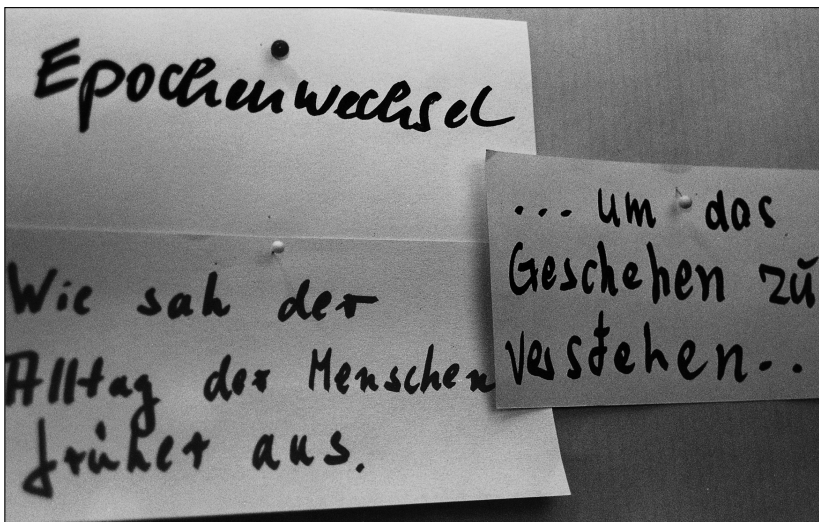 Epochenwechsel
Wie sah der
Alltag der Menschen
früher aus.
... um das
Geschehen zu
verstehen..